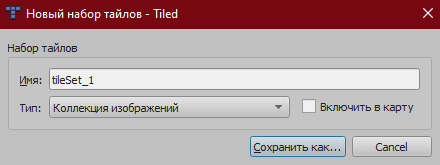 Новый набор тайлов - Tiled
Набор тайлов
Имя: tileSet_1
Тип: Коллекция изображений Включить в карту
Сохранить как... Cancel